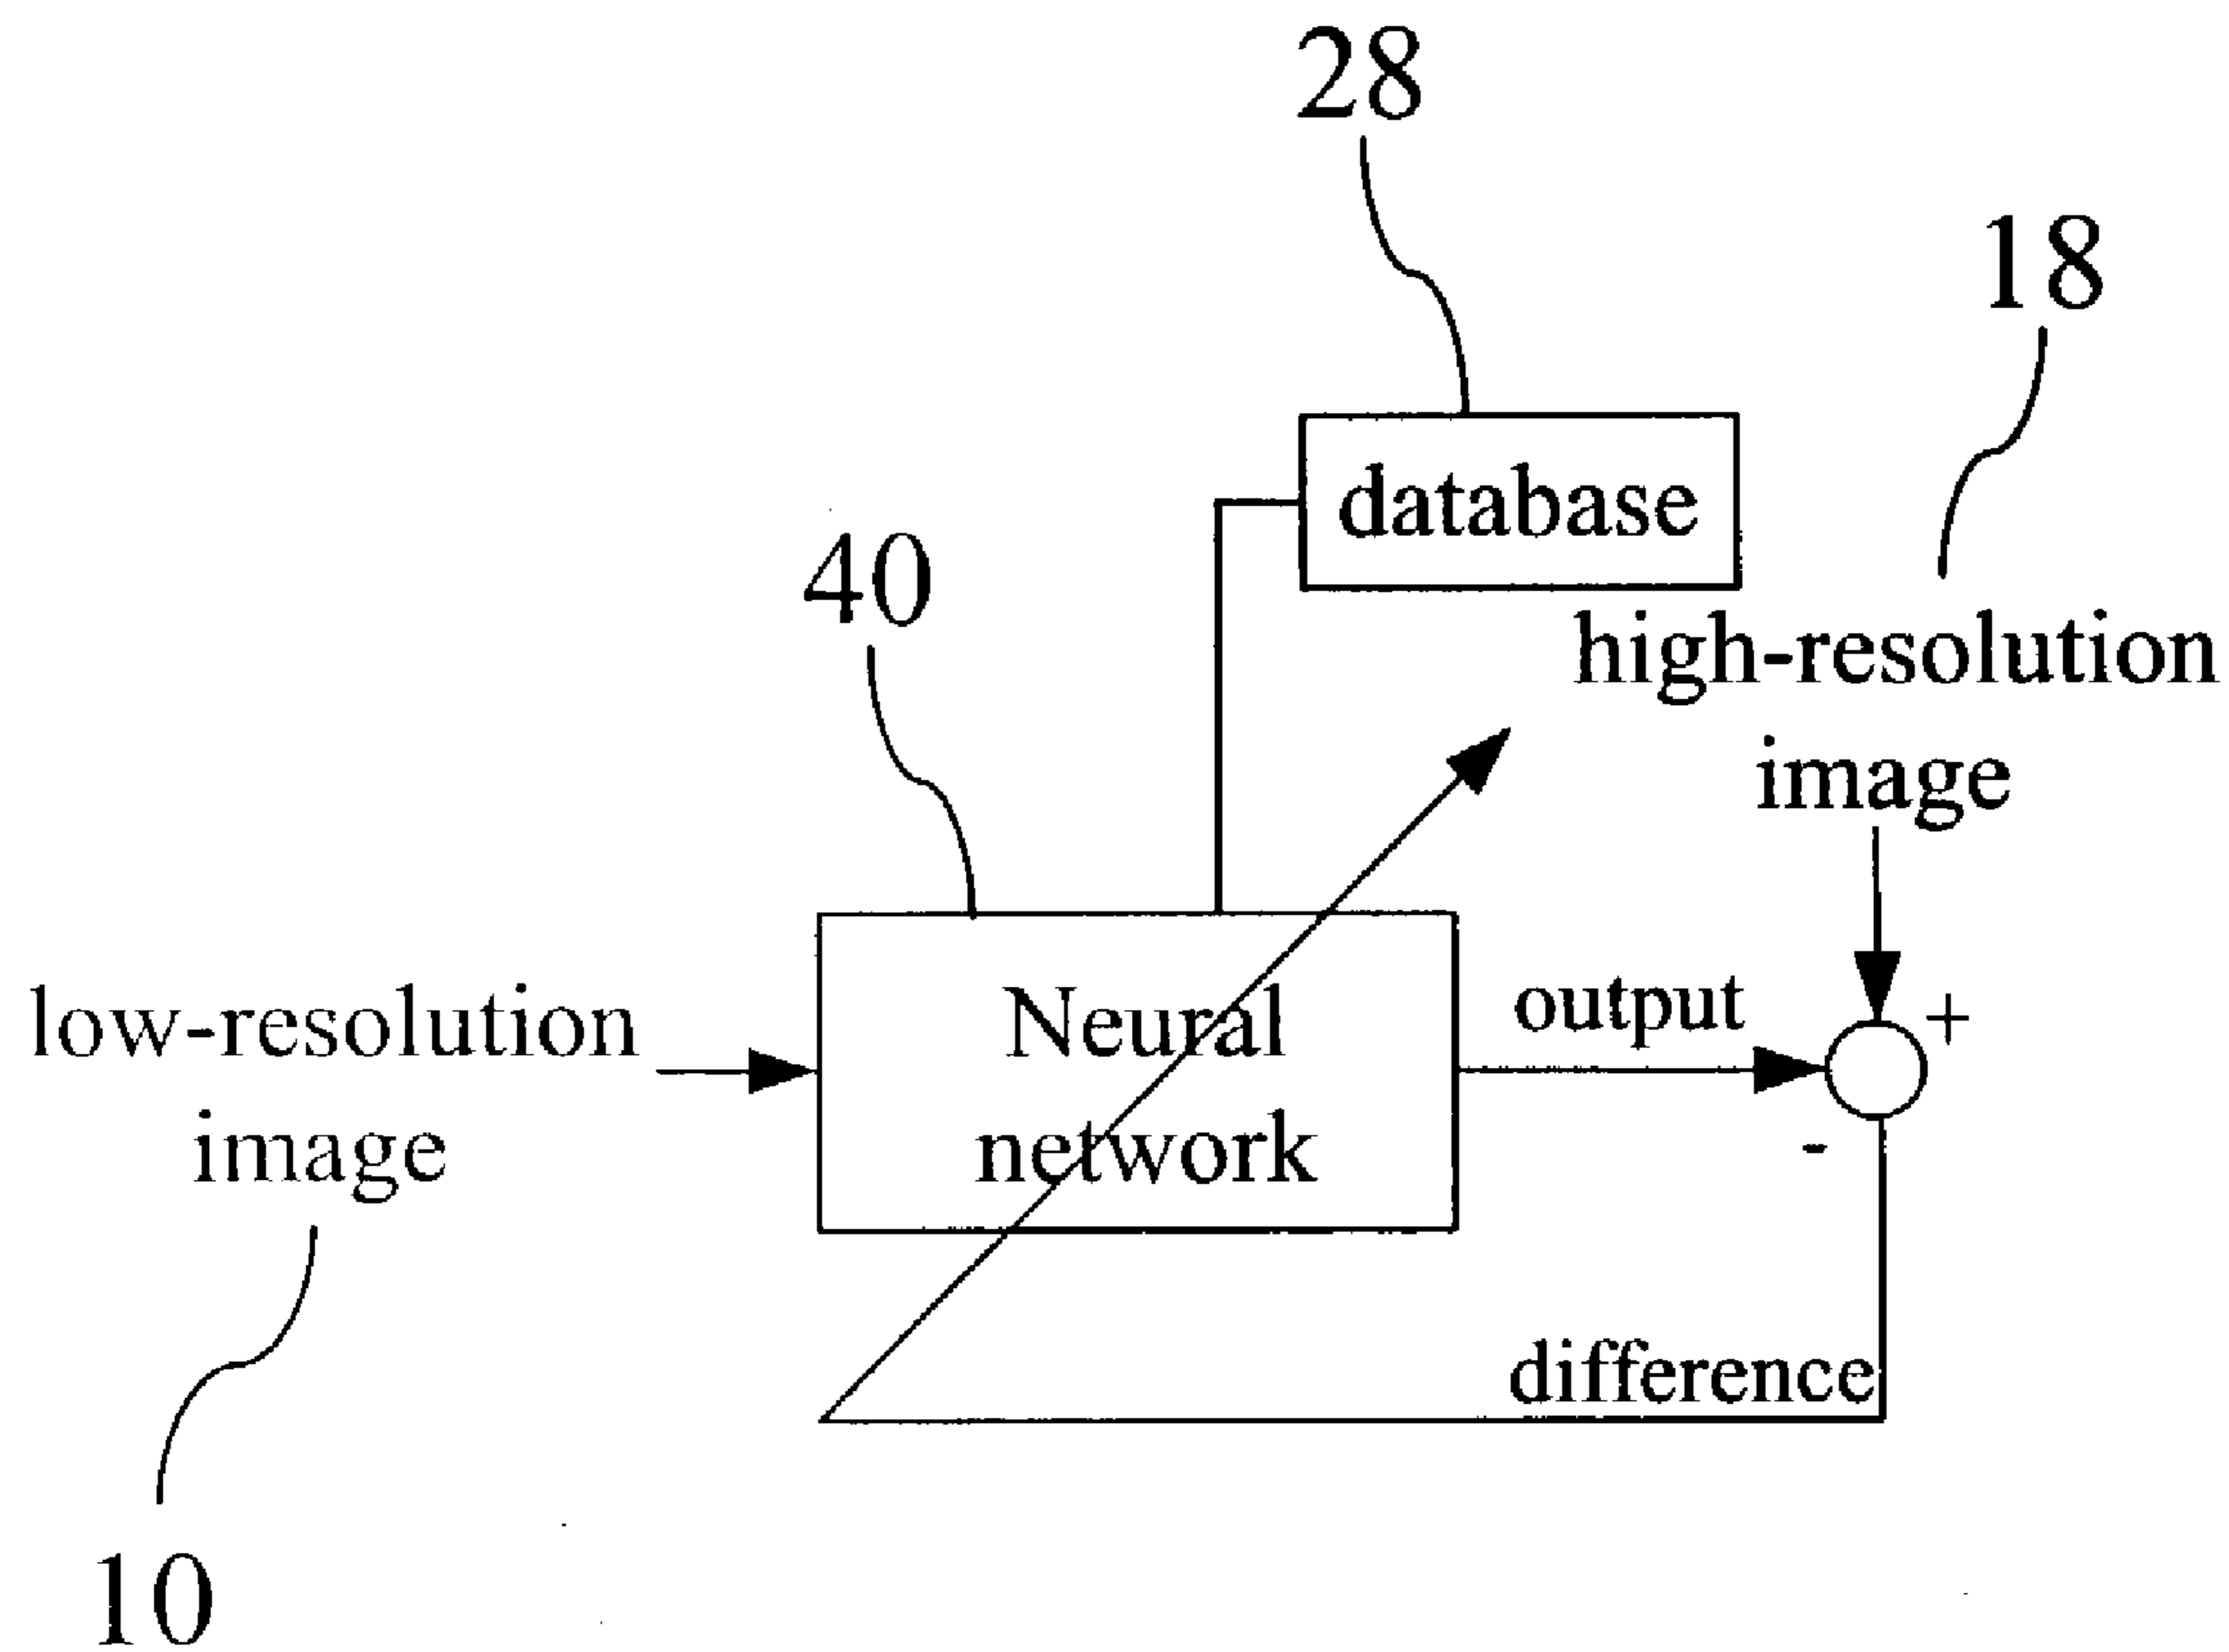 28
18
database
40
high-resolution
image
low-resolution
image
Neural
network
output
+
-
difference
10